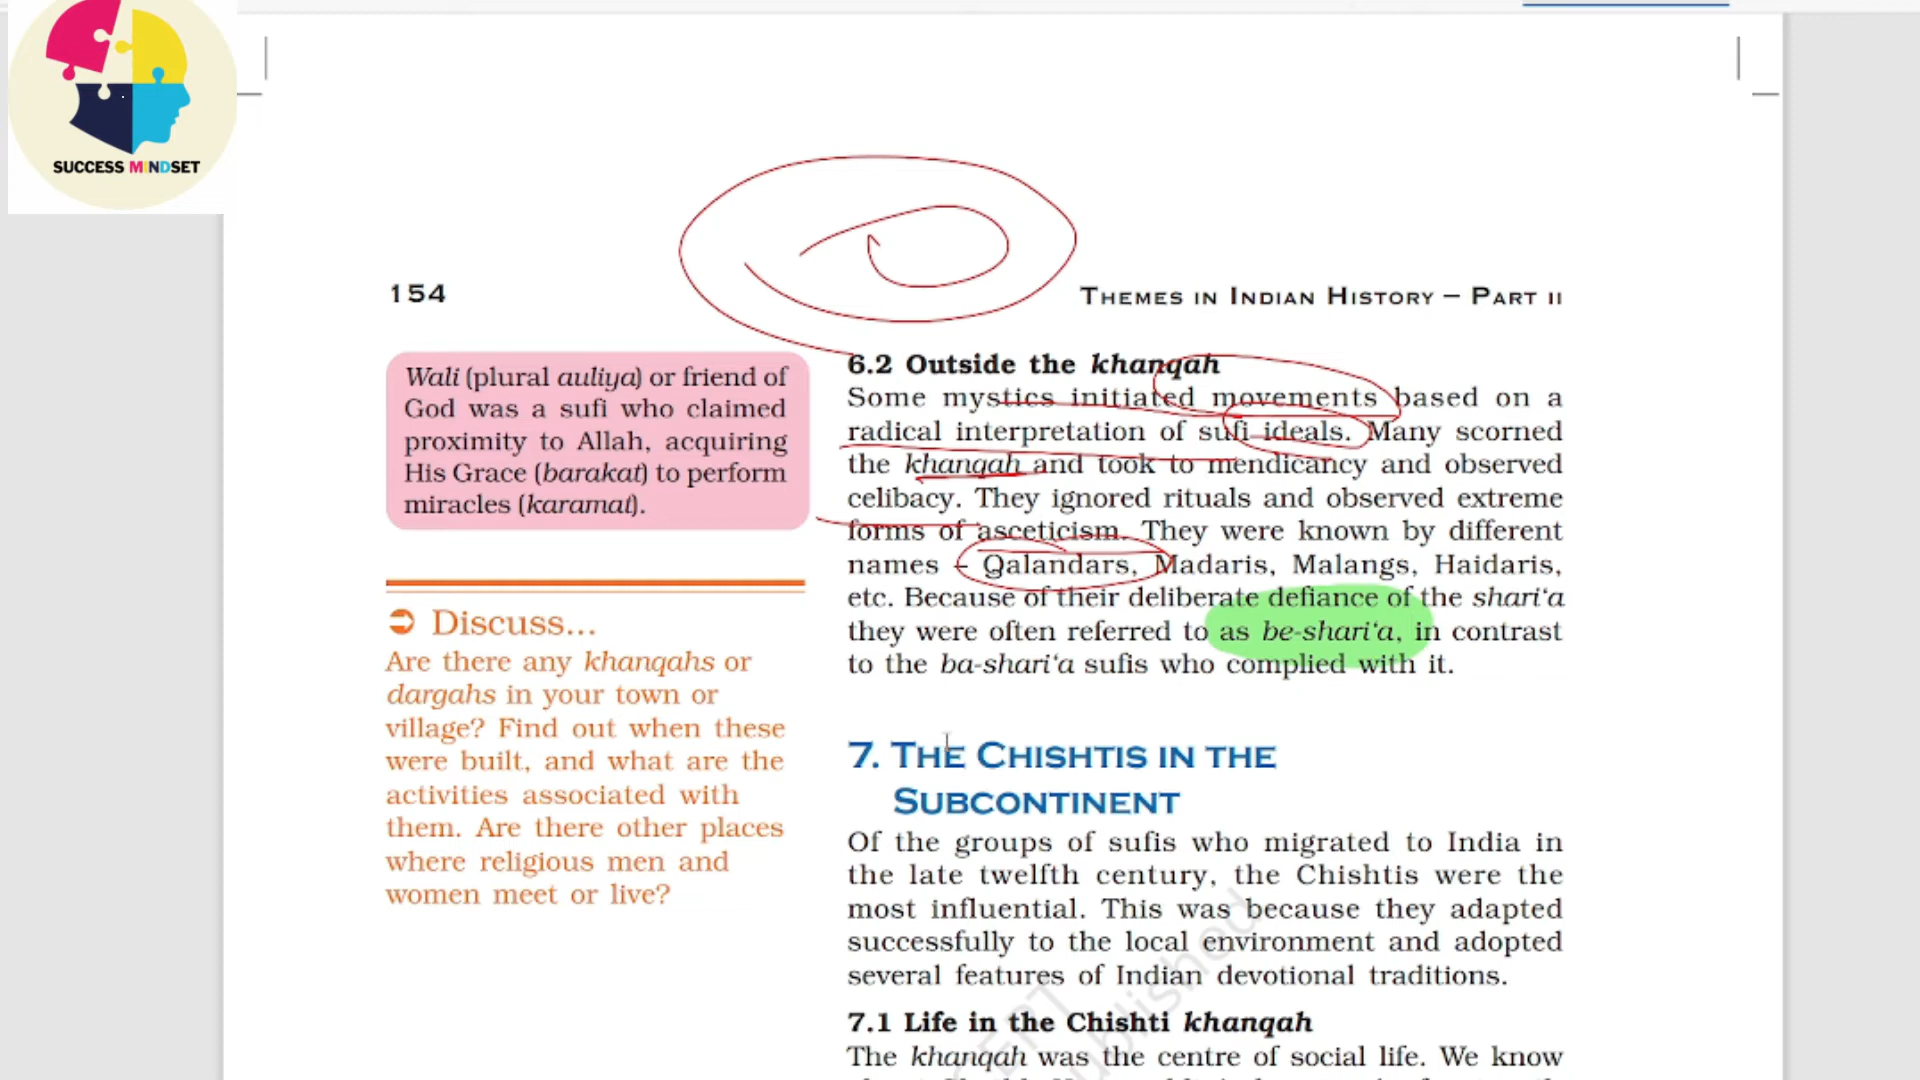 SUCCESS MINDSET
154
THEMES IN INDIAN HISTORY – PART II
Wali (plural auliya) or friend of
God was a sufi who claimed
proximity to Allah, acquiring
His Grace (barakat) to perform
miracles (karamat).
Discuss...
Are there any khanqahs or
dargahs in your town or
village? Find out when these
were built, and what are the
activities associated with
them. Are there other places
where religious men and
women meet or live?
6.2 Outside the khanqah
Some mystics initiated movements based on a
radical interpretation of sufi ideals. Many scorned
the khanqah and took to mendicancy and observed
celibacy. They ignored rituals and observed extreme
forms of asceticism. They were known by different
names – Qalandars, Madaris, Malangs, Haidaris,
etc. Because of their deliberate defiance of the shari‘a
they were often referred to as be-shari‘a, in contrast
to the ba-shari‘a sufis who complied with it.
7. THE CHISHTIS IN THE
SUBCONTINENT
Of the groups of sufis who migrated to India in
the late twelfth century, the Chishtis were the
most influential. This was because they adapted
successfully to the local environment and adopted
several features of Indian devotional traditions.
7.1 Life in the Chishti khanqah
The khanqah was the centre of social life. We know